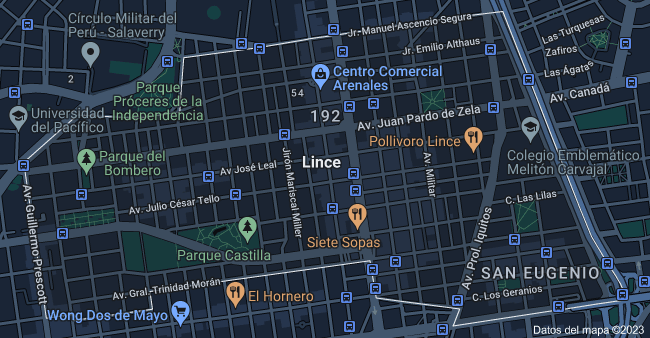 Círculo Militar del
Perú - Salaverry
Jr. Manuel Ascencio Segura
Las Turquesas
Jr. Emilio Althaus
Zafiros
Las Ágatas
2
Centro Comercial
Arenales
Parque
Próceres de la
Independencia
54
Av. Canadá
Universidad
del Pacífico
192
Av. Juan Pardo de Zela
Pollivoro Lince
Colegio Emblemático
Melitón Carvajal
Parque del
Bombero
Av. José Leal
Lince
Jirón Mariscal Miller
Av. Militar
Av. Guillermo Prescott
Av. Julio César Tello
C. Las Lilas
Siete Sopas
Av. Prol. Iquitos
Parque Castilla
SAN EUGENIO
Av. Gral. Trinidad Morán
El Hornero
C. Los Geranios
Wong Dos de Mayo
Datos del mapa ©2023